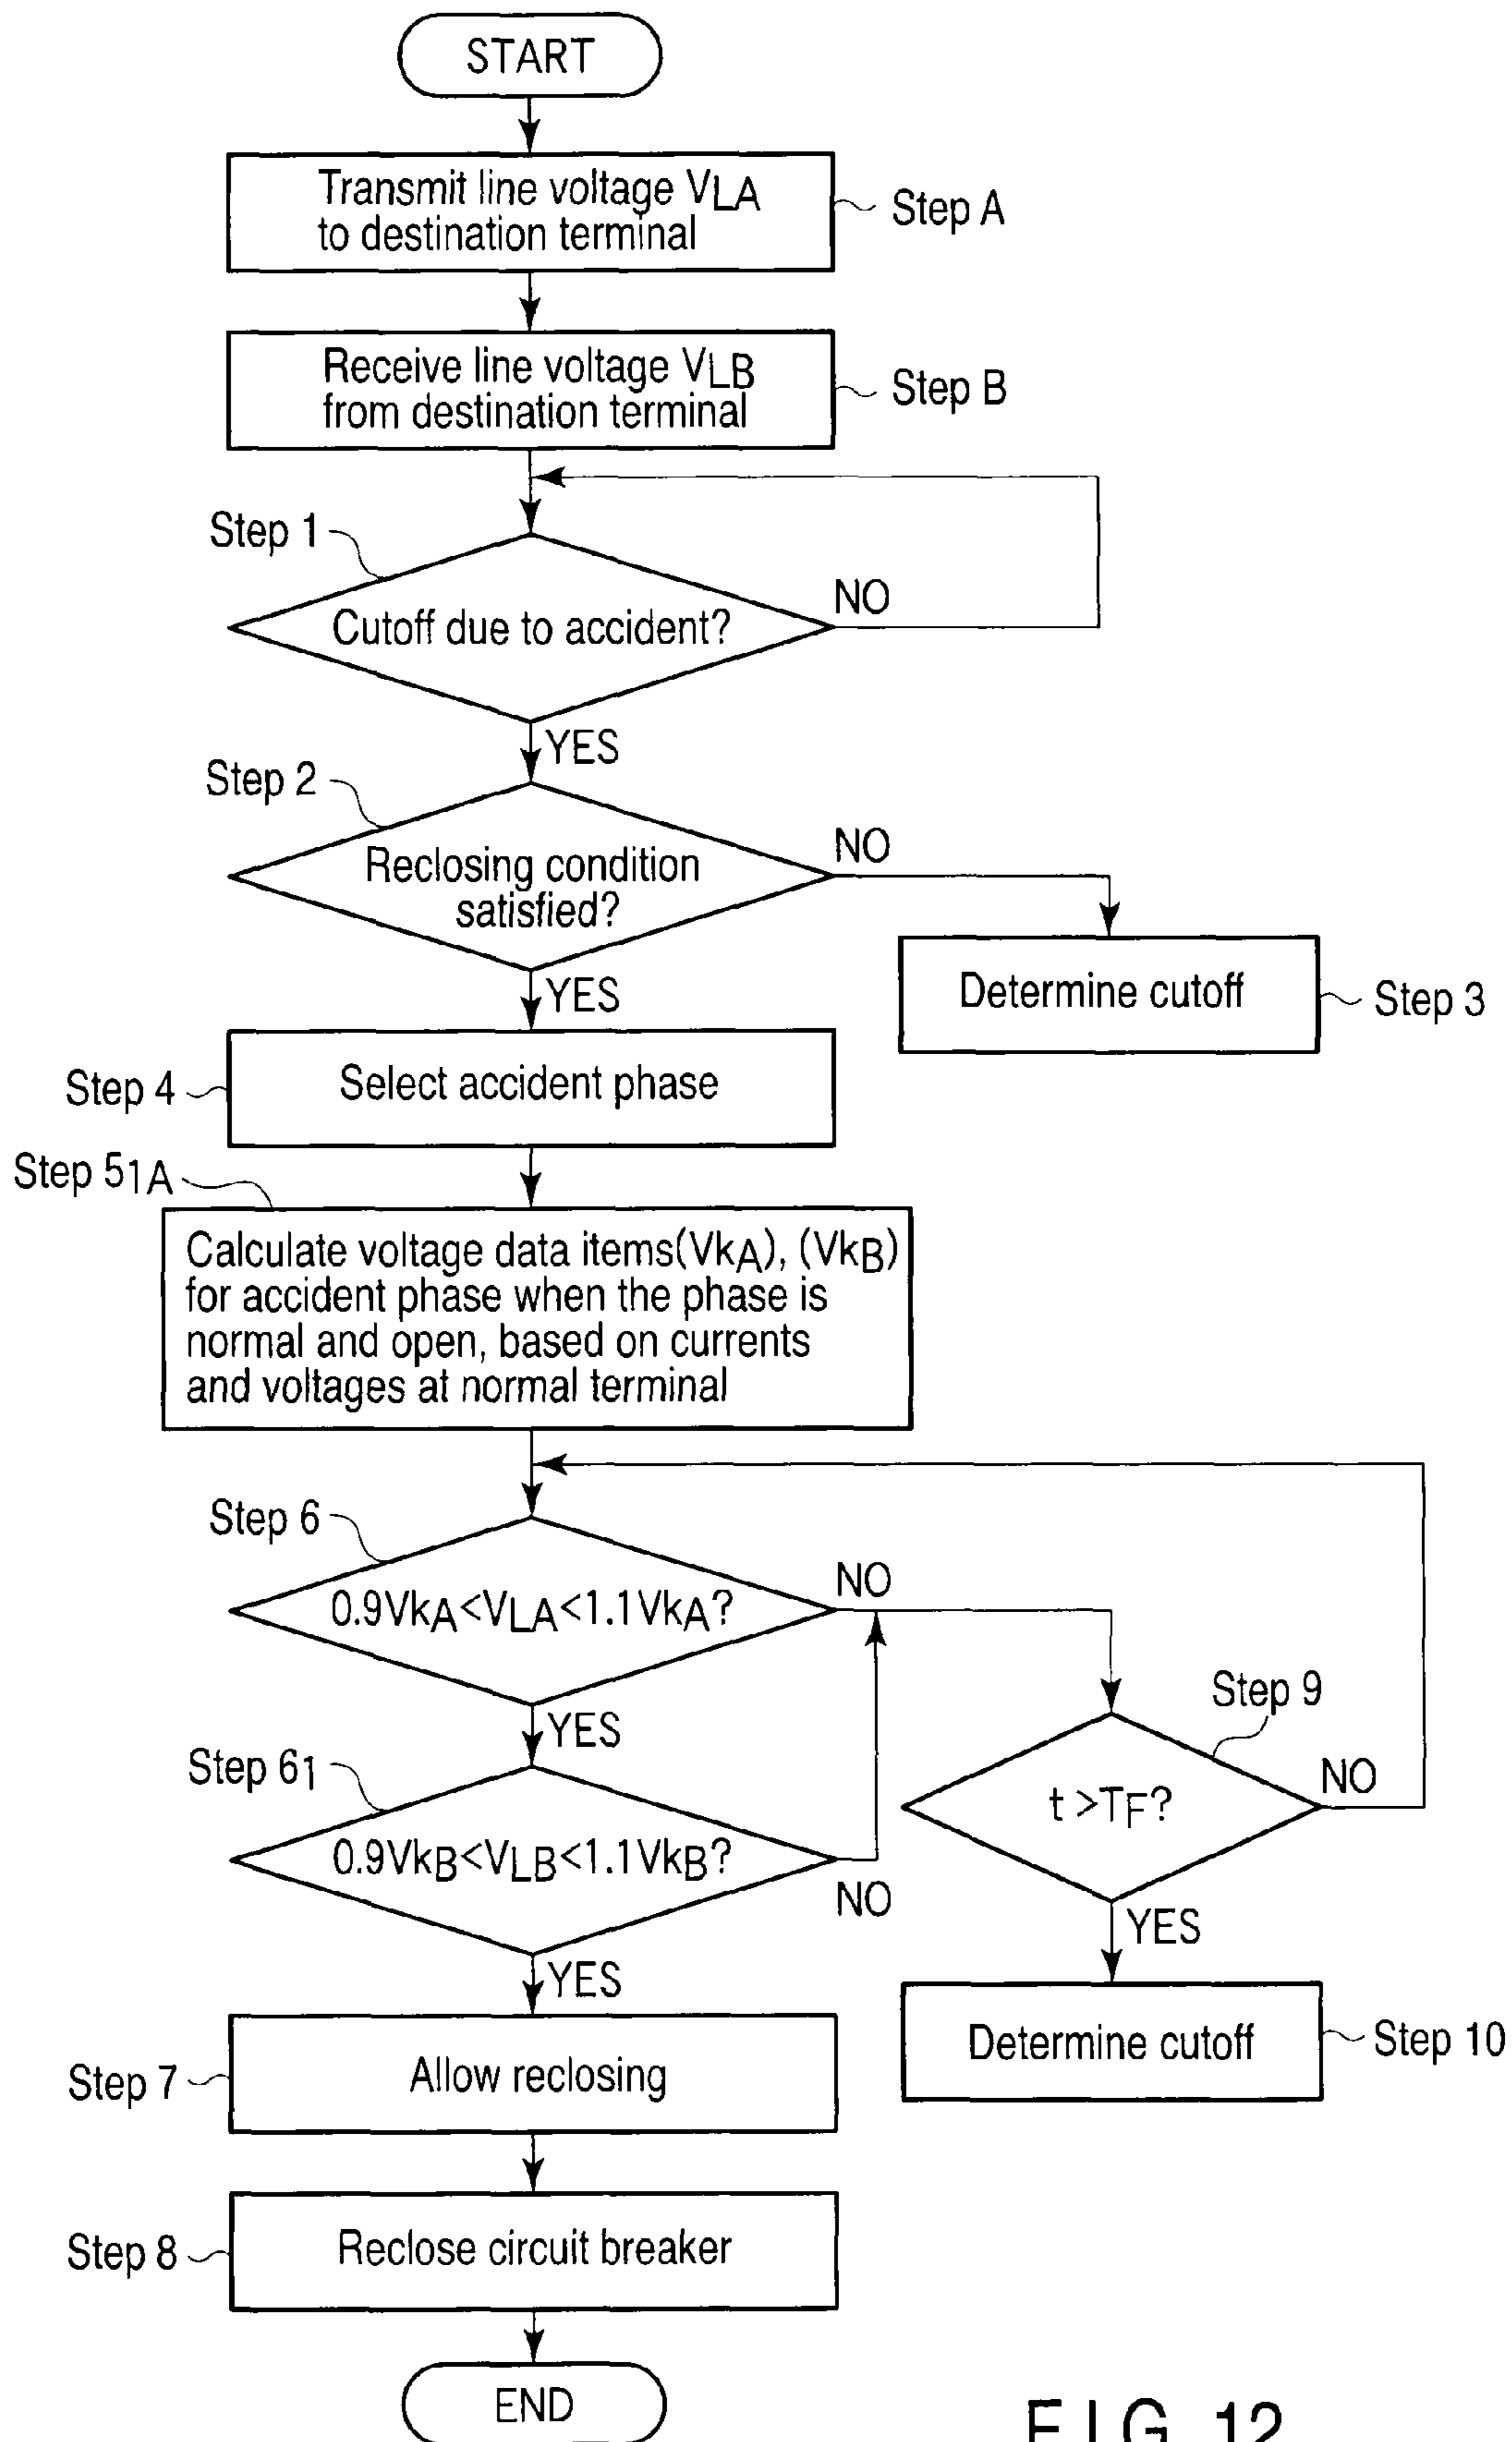 START
Transmit line voltage VLA
to destination terminal
Step A
Receive line voltage VLB
from destination terminal
Step B
Step 1
Cutoff due to accident?
NO
YES
Step 2
Reclosing condition
satisfied?
NO
YES
Determine cutoff
Step 3
Step 4
Select accident phase
Step 51A
Calculate voltage data items(VkA), (VkB)
for accident phase when the phase is
normal and open, based on currents
and voltages at normal terminal
Step 6
0.9VkA<VLA<1.1VkA?
NO
YES
Step 9
t >TF?
NO
YES
Step 61
0.9VkB<VLB<1.1VkB?
NO
YES
Determine cutoff
Step 10
Step 7
Allow reclosing
Step 8
Reclose circuit breaker
END
FIG. 12